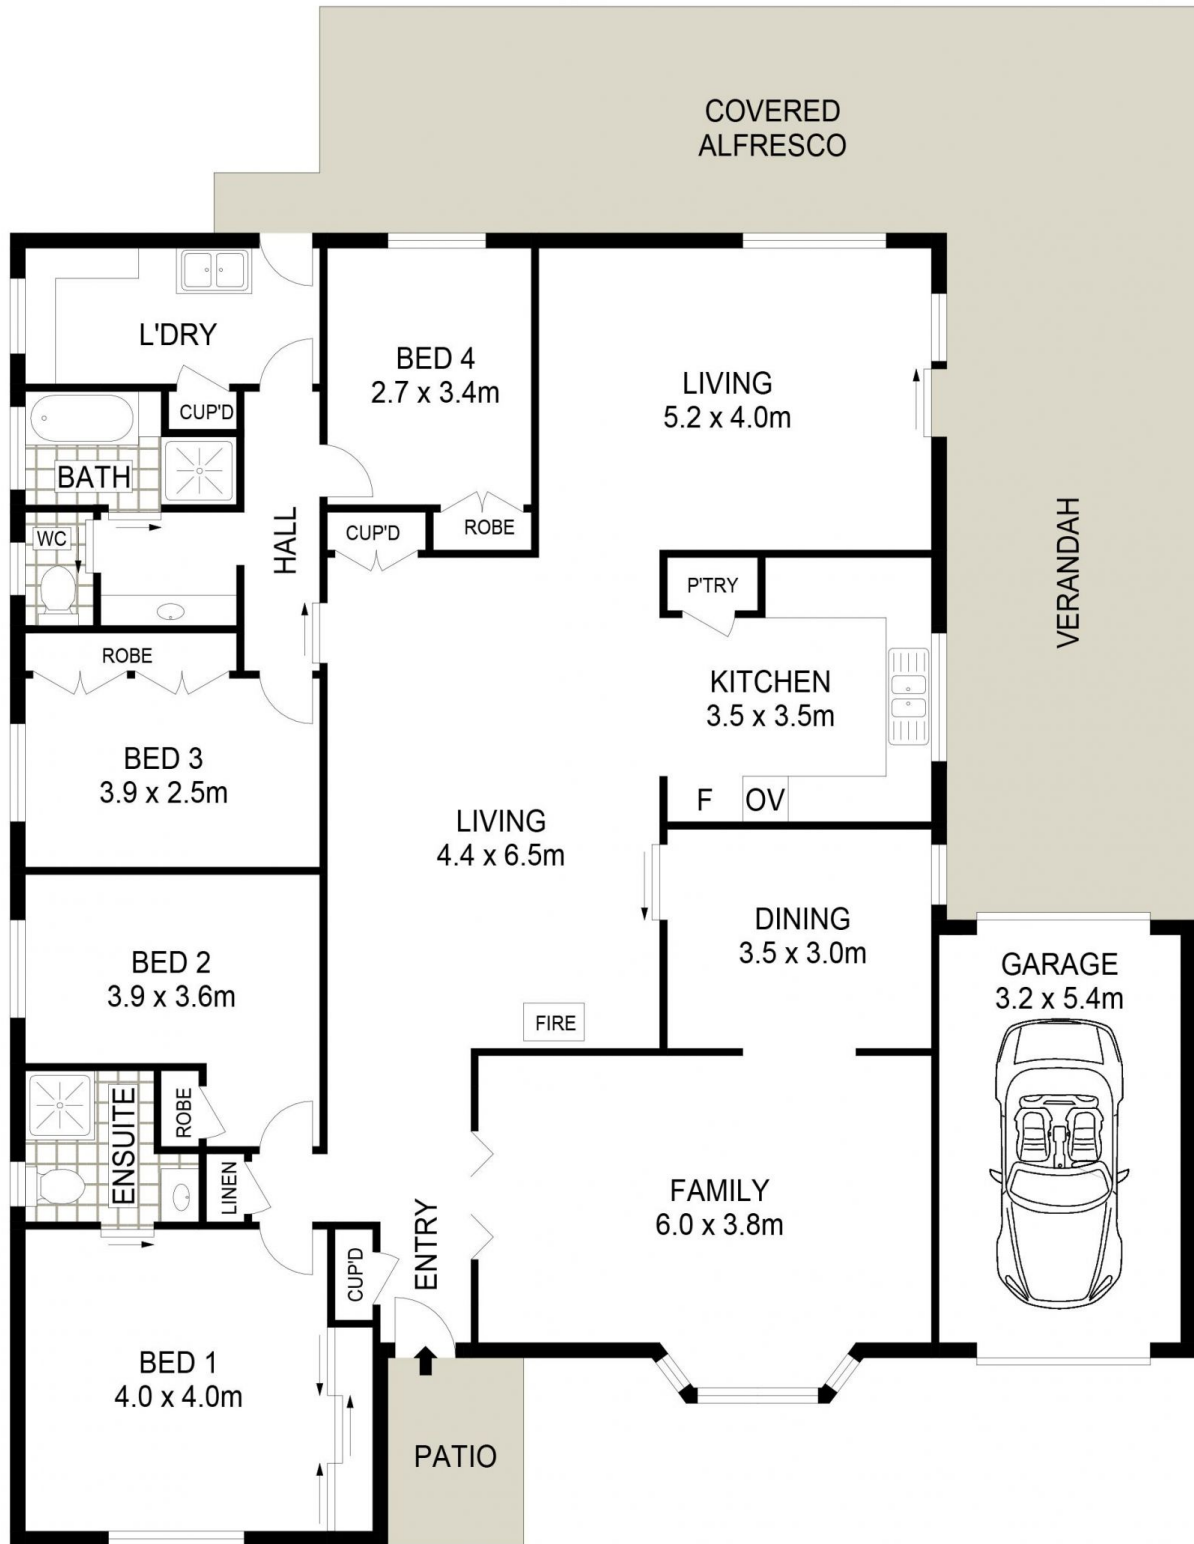 COVERED
ALFRESCO
L'DRY
BED 4
2.7 x 3.4m
LIVING
5.2 x 4.0m
CUP'D
BATH
WC
HALL
CUP'D
ROBE
VERANDAH
P'TRY
ROBE
KITCHEN
3.5 x 3.5m
BED 3
3.9 x 2.5m
F
OV
LIVING
4.4 x 6.5m
DINING
3.5 x 3.0m
BED 2
3.9 x 3.6m
GARAGE
3.2 x 5.4m
FIRE
ROBE
ENSUITE
LINEN
FAMILY
6.0 x 3.8m
ENTRY
CUP'D
BED 1
4.0 x 4.0m
PATIO